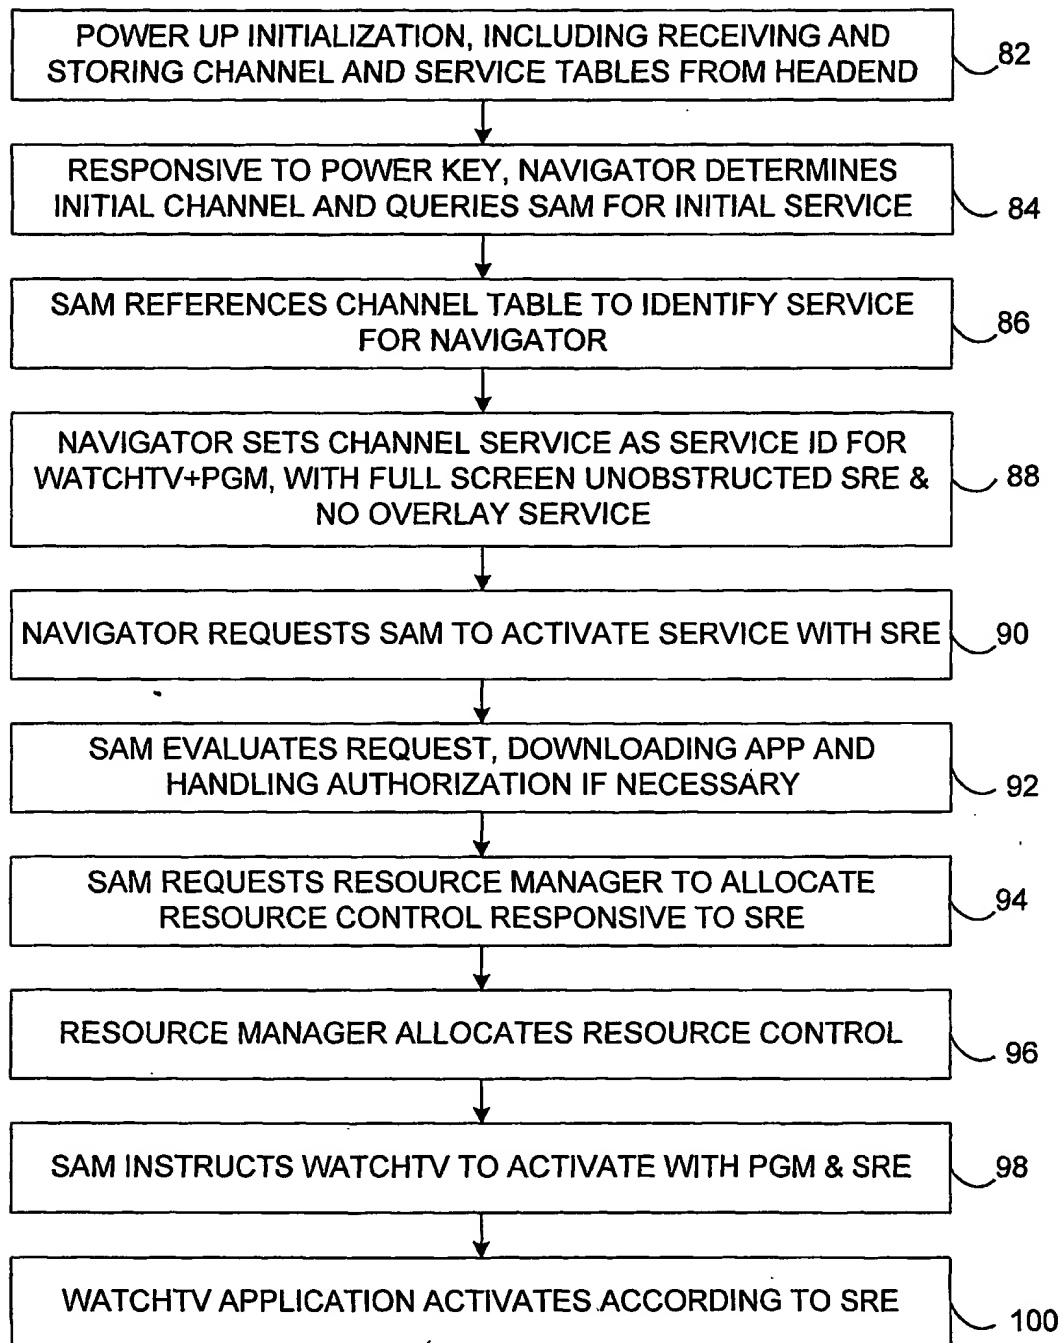 POWER UP INITIALIZATION, INCLUDING RECEIVING AND
STORING CHANNEL AND SERVICE TABLES FROM HEADEND
82
RESPONSIVE TO POWER KEY, NAVIGATOR DETERMINES
INITIAL CHANNEL AND QUERIES SAM FOR INITIAL SERVICE
84
SAM REFERENCES CHANNEL TABLE TO IDENTIFY SERVICE
FOR NAVIGATOR
86
NAVIGATOR SETS CHANNEL SERVICE AS SERVICE ID FOR
WATCHTV+PGM, WITH FULL SCREEN UNOBSTRUCTED SRE &
NO OVERLAY SERVICE
88
NAVIGATOR REQUESTS SAM TO ACTIVATE SERVICE WITH SRE
90
SAM EVALUATES REQUEST, DOWNLOADING APP AND
HANDLING AUTHORIZATION IF NECESSARY
92
SAM REQUESTS RESOURCE MANAGER TO ALLOCATE
RESOURCE CONTROL RESPONSIVE TO SRE
94
RESOURCE MANAGER ALLOCATES RESOURCE CONTROL
96
SAM INSTRUCTS WATCHTV TO ACTIVATE WITH PGM & SRE
98
WATCHTV APPLICATION ACTIVATES ACCORDING TO SRE
100